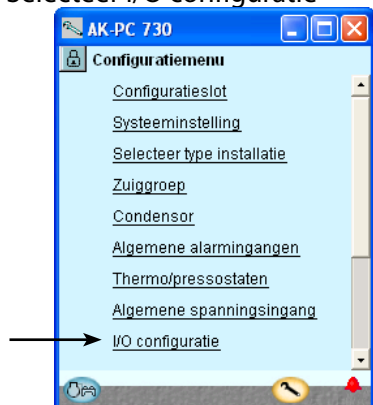 Selecteer I/O configuratie
AK-PC 730
Configuratiemenu
Configuratieslot
Systeeminstelling
Selecteer type installatie
Zuiggroep
Condensor
Algemene alarmingangen
Thermo/pressostaten
Algemene spanningsingang
I/O configuratie